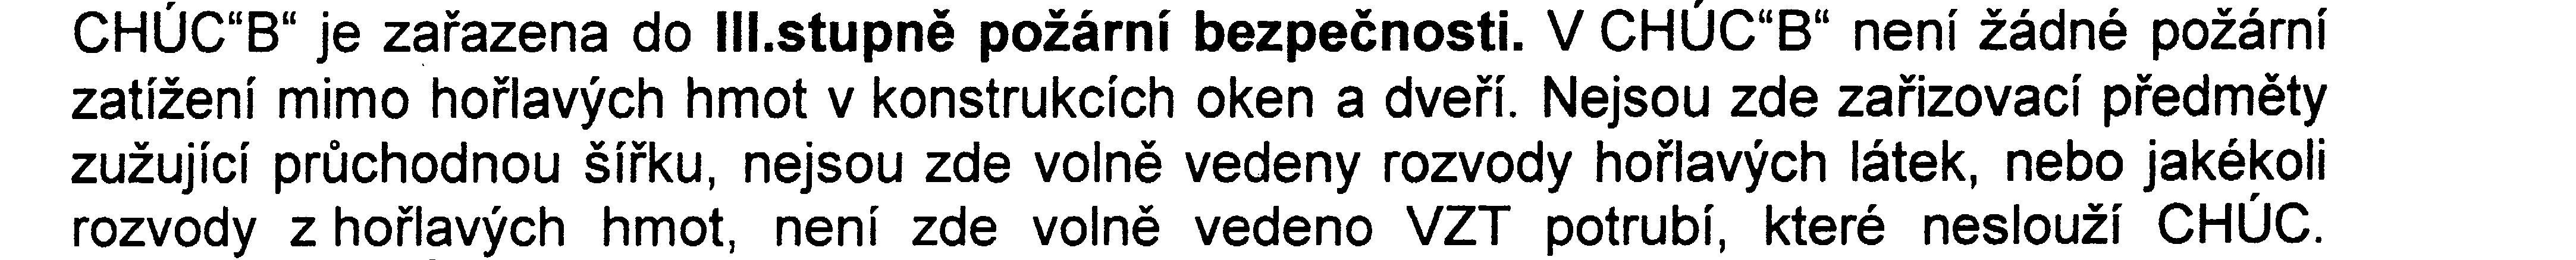 CHÚC“B“ je zařazena do III.stupně požární bezpečnosti. V CHÚC“B“ není žádné požární
zatížení mimo hořlavých hmot v konstrukcích oken a dveří. Nejsou zde zařizovací předměty
zužující průchodnou šířku, nejsou zde volně vedeny rozvody hořlavých látek, nebo jakékoli
rozvody z hořlavých hmot, není zde volně vedeno VZT potrubí, které neslouží CHÚC.